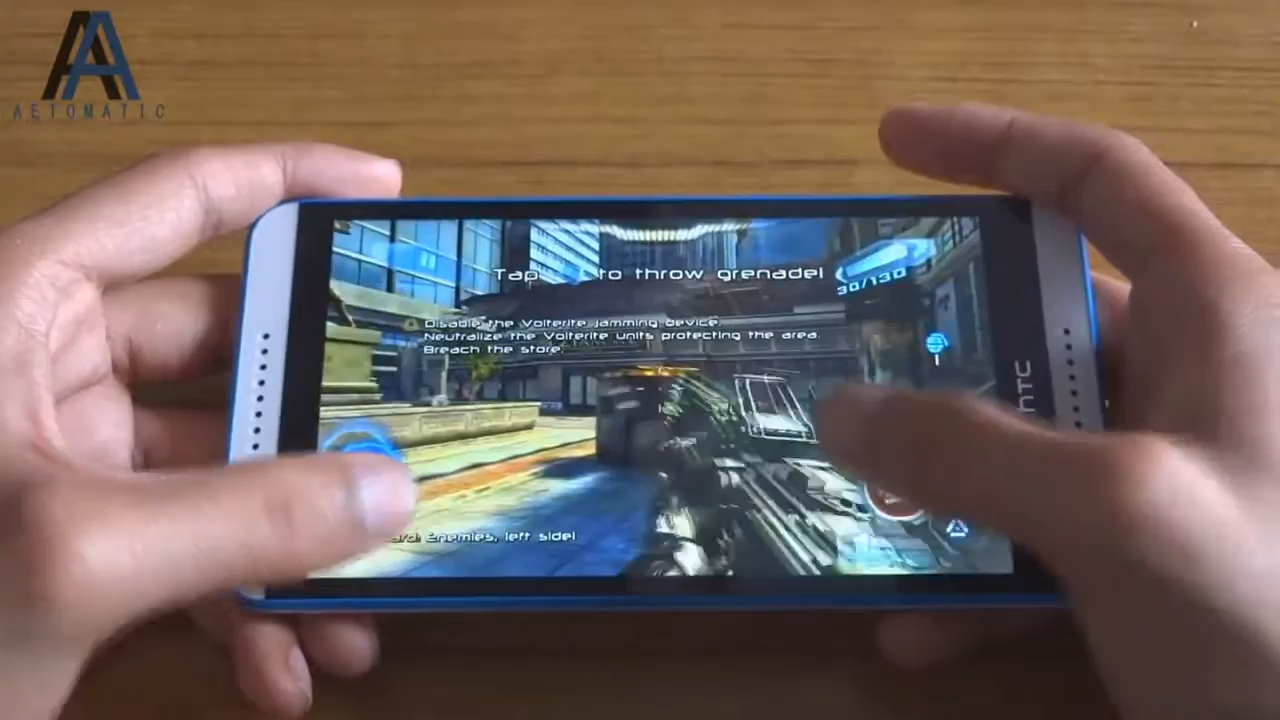 AETOMATIC
Tap to throw grenade!
30/130
Disable the Volterite jamming device.
Neutralize the Volterite units protecting the area.
Breach the store.
hTC
Enemies, left side!